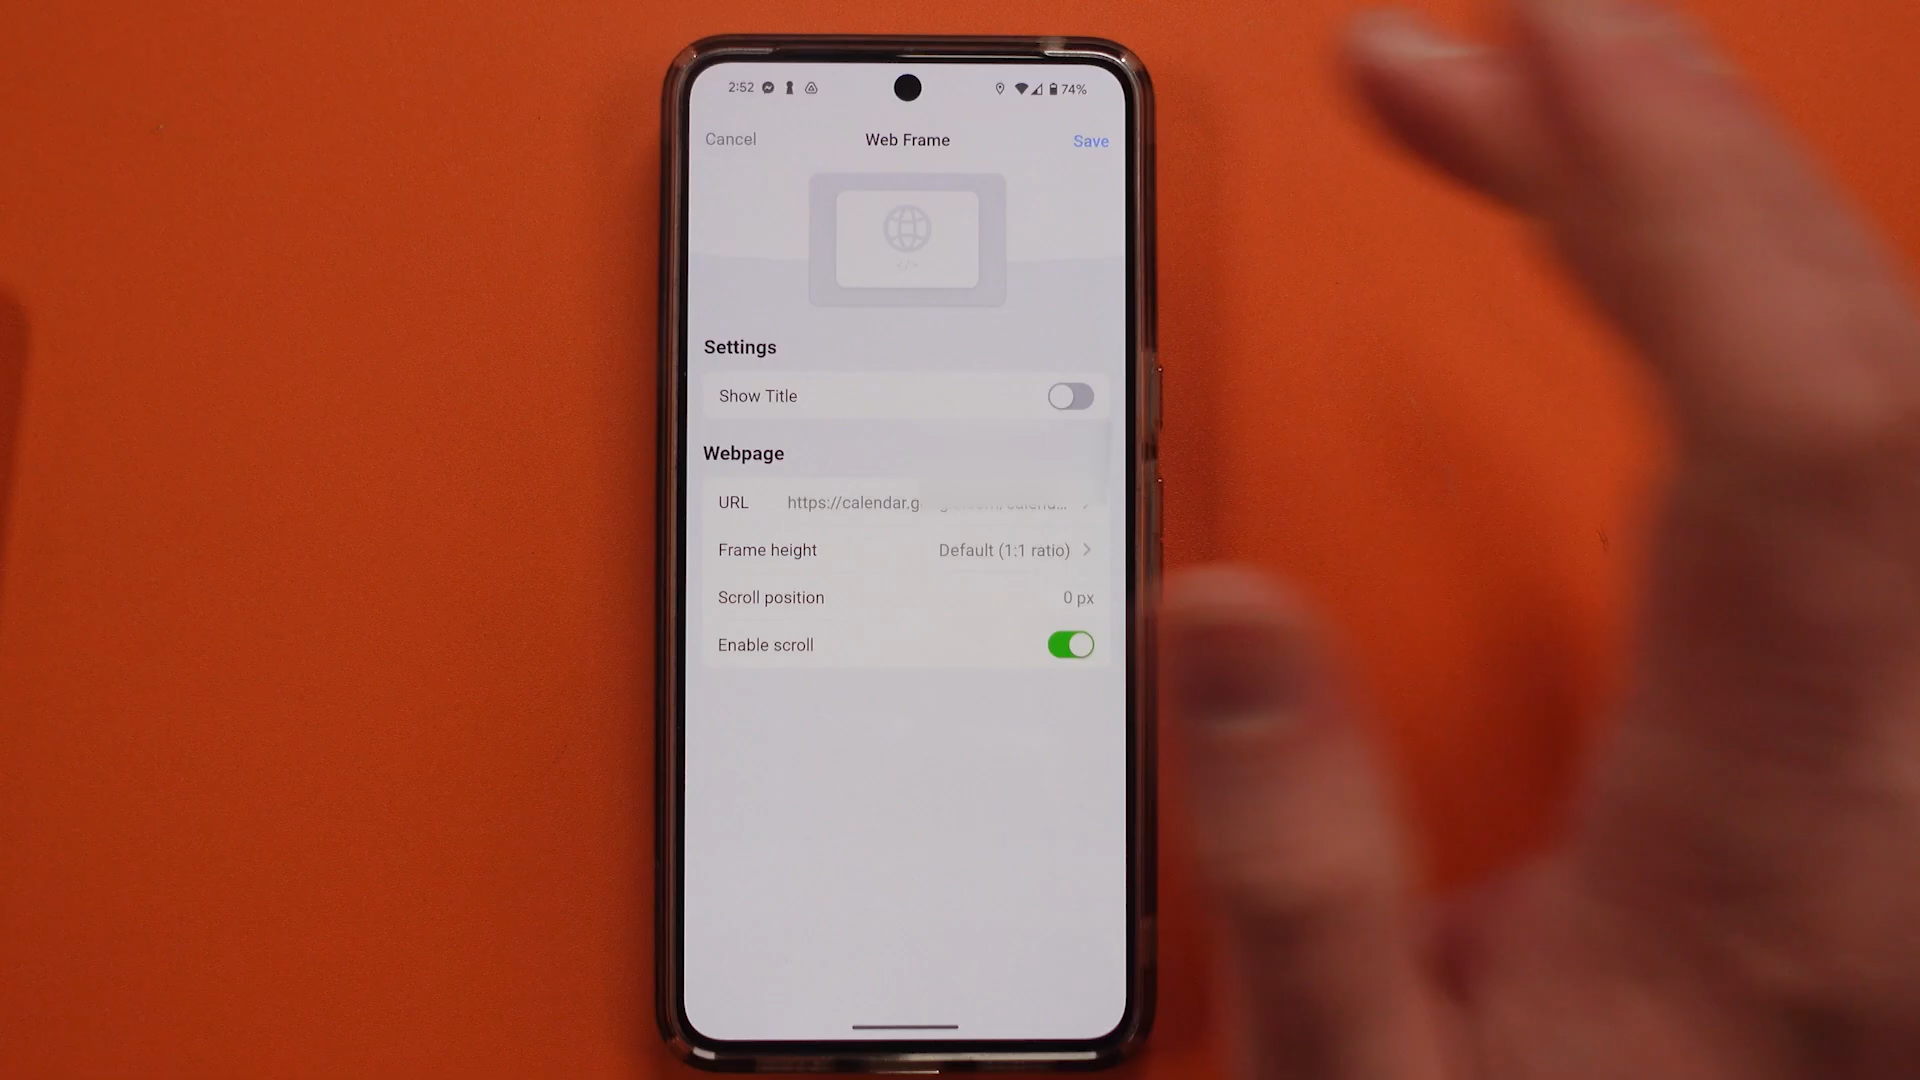 2:52 74%
Cancel Web Frame Save
</>
Settings
Show Title
Webpage
URL https://calendar.g
Frame height Default (1:1 ratio)
Scroll position 0 px
Enable scroll